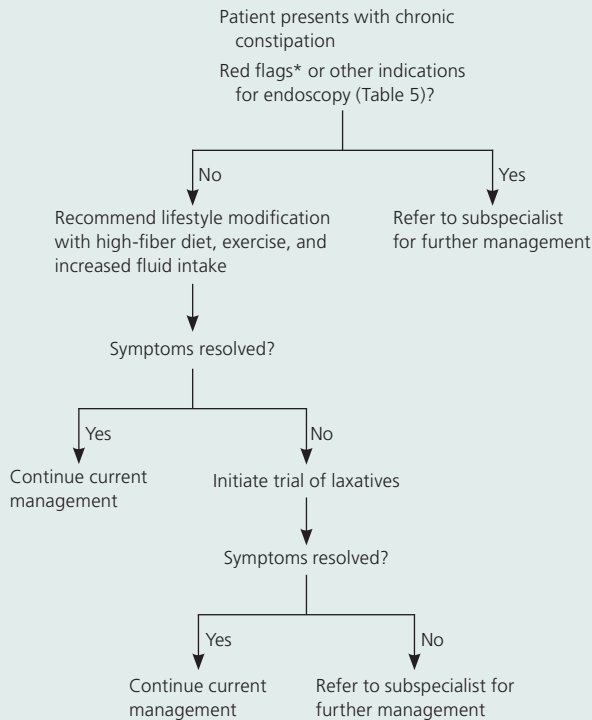 Patient presents with chronic
constipation
Red flags* or other indications
for endoscopy (Table 5)?
No
Yes
Recommend lifestyle modification
with high-fiber diet, exercise, and
increased fluid intake
Refer to subspecialist
for further management
Symptoms resolved?
Yes
No
Continue current
management
Initiate trial of laxatives
Symptoms resolved?
Yes
No
Continue current
management
Refer to subspecialist for
further management